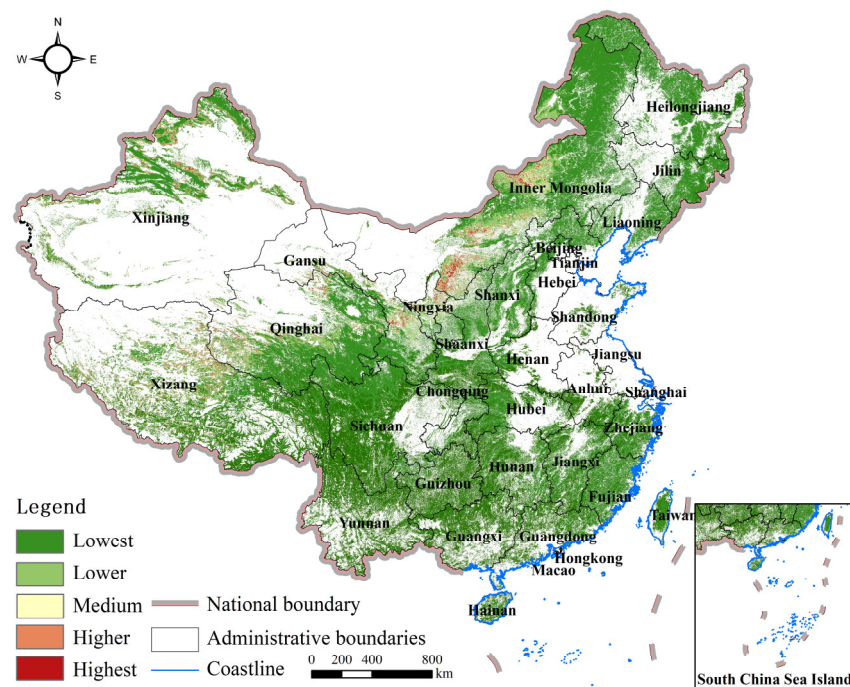 N
W E
S
Heilongjiang
Jilin
Inner Mongolia
Liaoning
Xinjiang
Beijing
Tianjin
Gansu
Hebei
Shanxi
Ningxia
Shandong
Qinghai
Shaanxi
Jiangsu
Henan
Xizang
Anhui
Shanghai
Chongqing
Hubei
Sichuan
Zhejiang
Hunan
Jiangxi
Guizhou
Fujian
Taiwan
Yunnan
Guangxi
Guangdong
Hongkong
Macao
Hainan
Legend
Lowest
Lower
Medium
Higher
Highest
National boundary
Administrative boundaries
Coastline
0 200 400 800
km
South China Sea Island